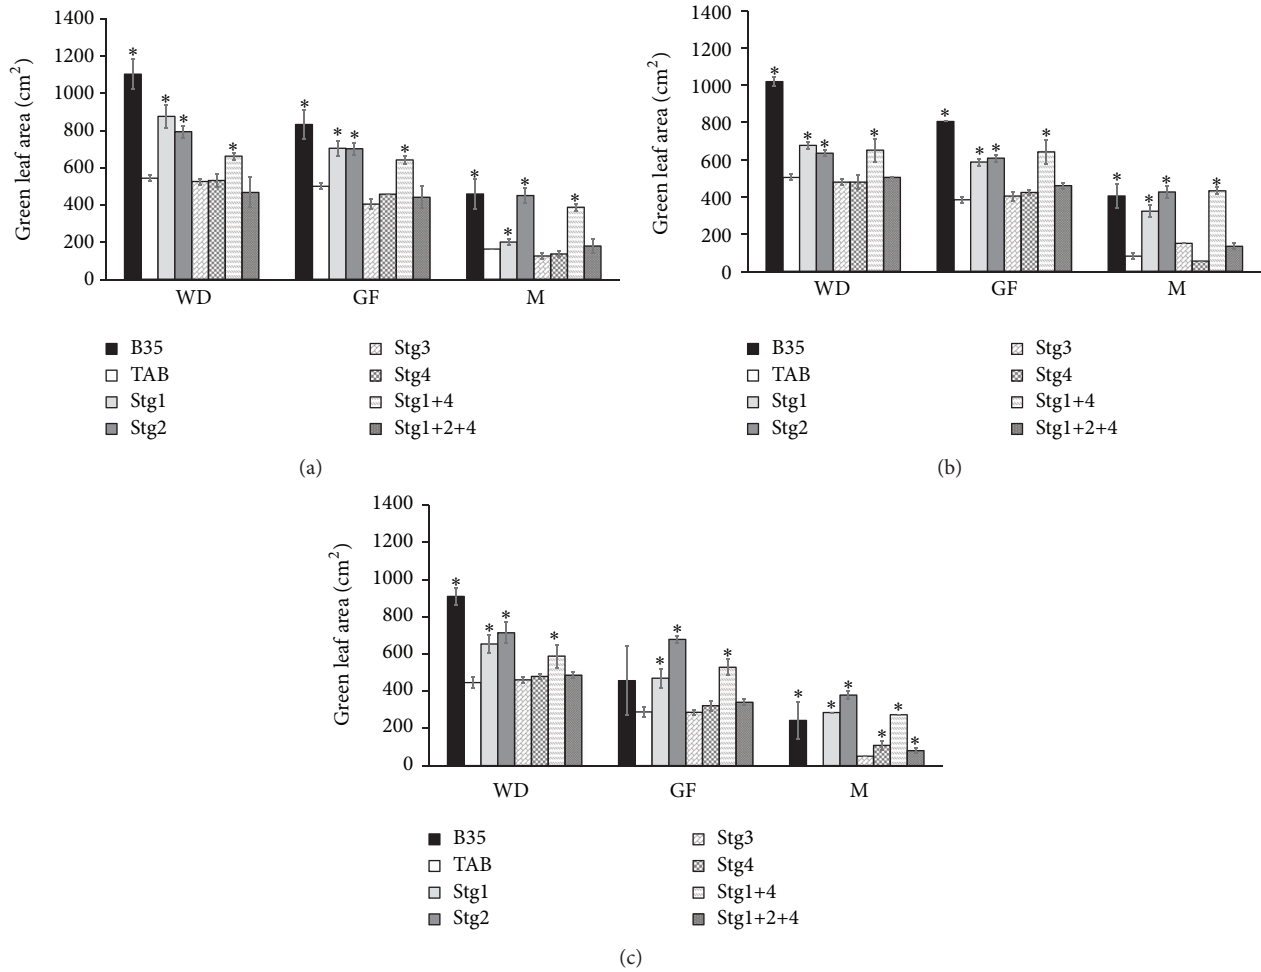 Green leaf area (cm²)
1400
1200
1000
800
600
400
200
0
* * * * * * * * * * * *
WD GF M
B35 Stg3
TAB Stg4
Stg1 Stg1+4
Stg2 Stg1+2+4
(a)
Green leaf area (cm²)
1400
1200
1000
800
600
400
200
0
* * * * * * * * * * * *
WD GF M
B35 Stg3
TAB Stg4
Stg1 Stg1+4
Stg2 Stg1+2+4
(b)
Green leaf area (cm²)
1400
1200
1000
800
600
400
200
0
* * * * * * * * * * * * *
WD GF M
B35 Stg3
TAB Stg4
Stg1 Stg1+4
Stg2 Stg1+2+4
(c)